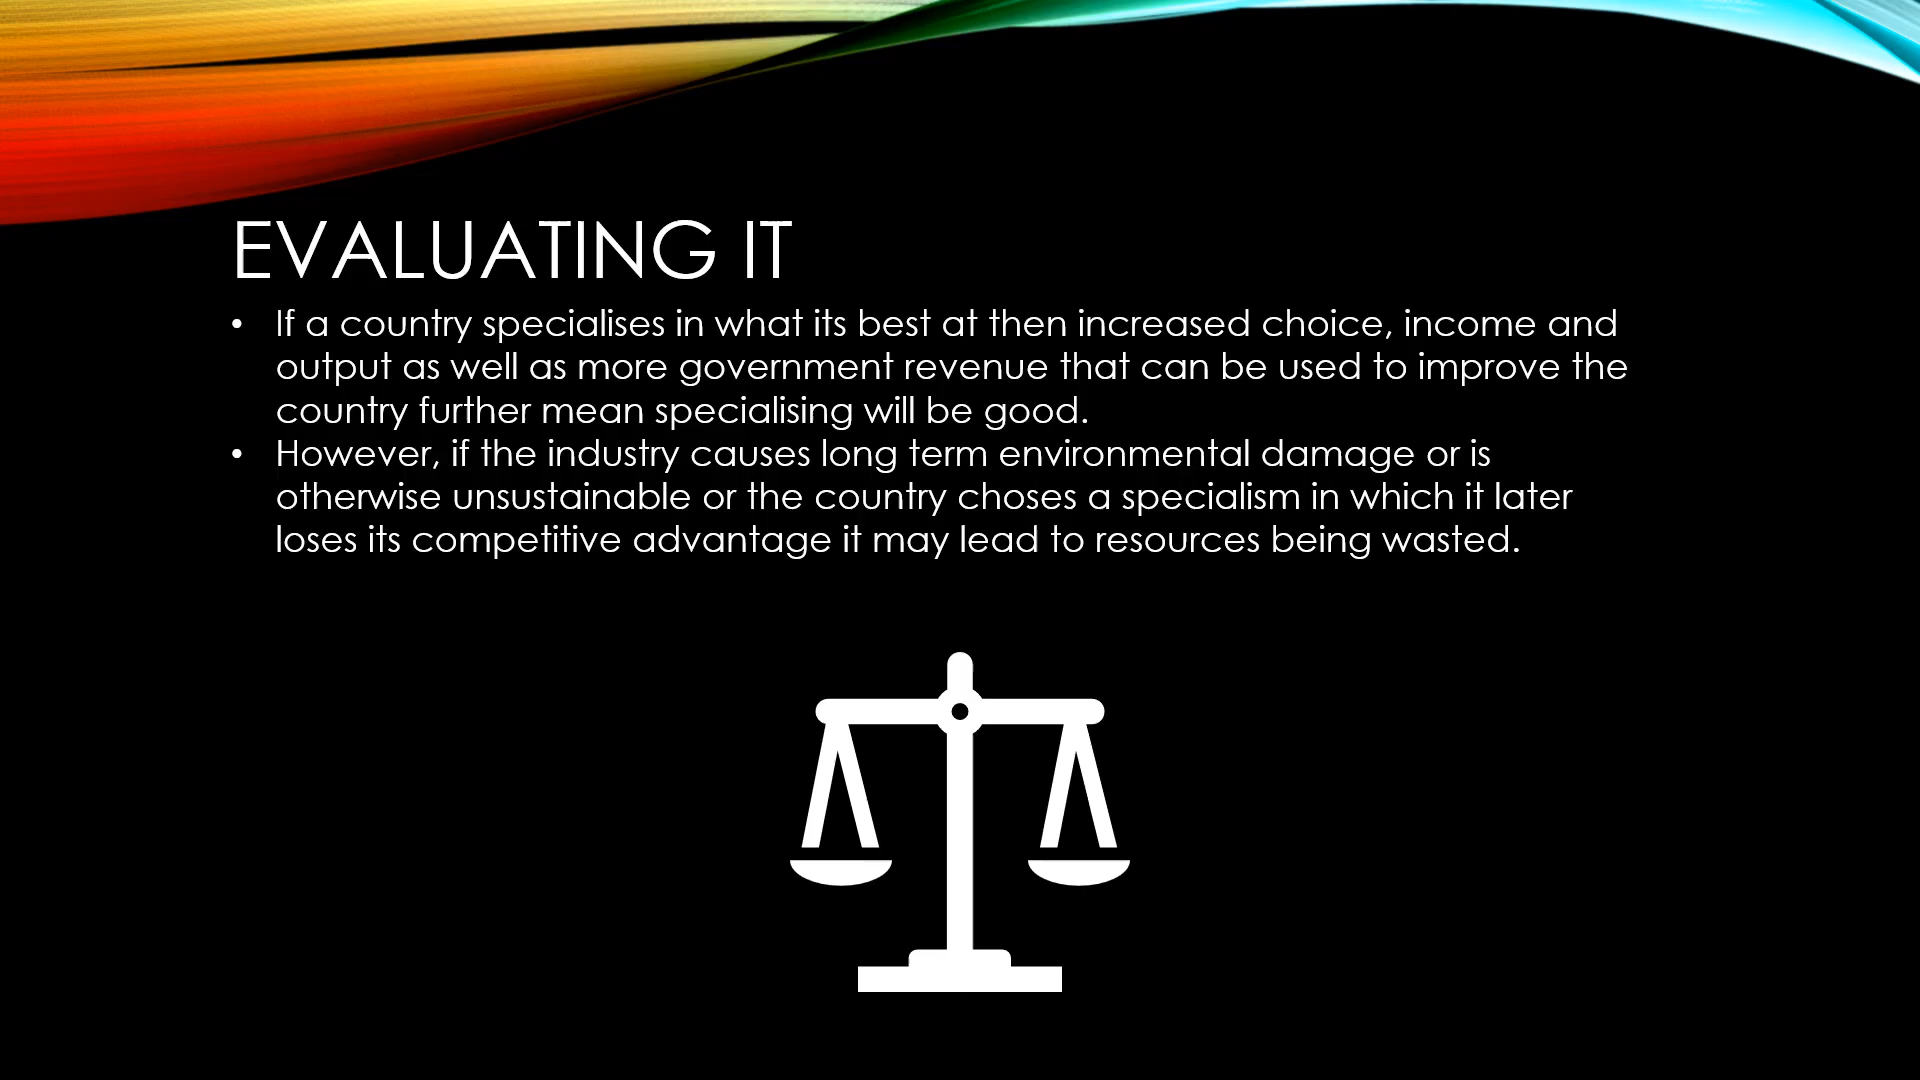 EVALUATING IT
• If a country specialises in what its best at then increased choice, income and
output as well as more government revenue that can be used to improve the
country further mean specialising will be good.
• However, if the industry causes long term environmental damage or is
otherwise unsustainable or the country choses a specialism in which it later
loses its competitive advantage it may lead to resources being wasted.